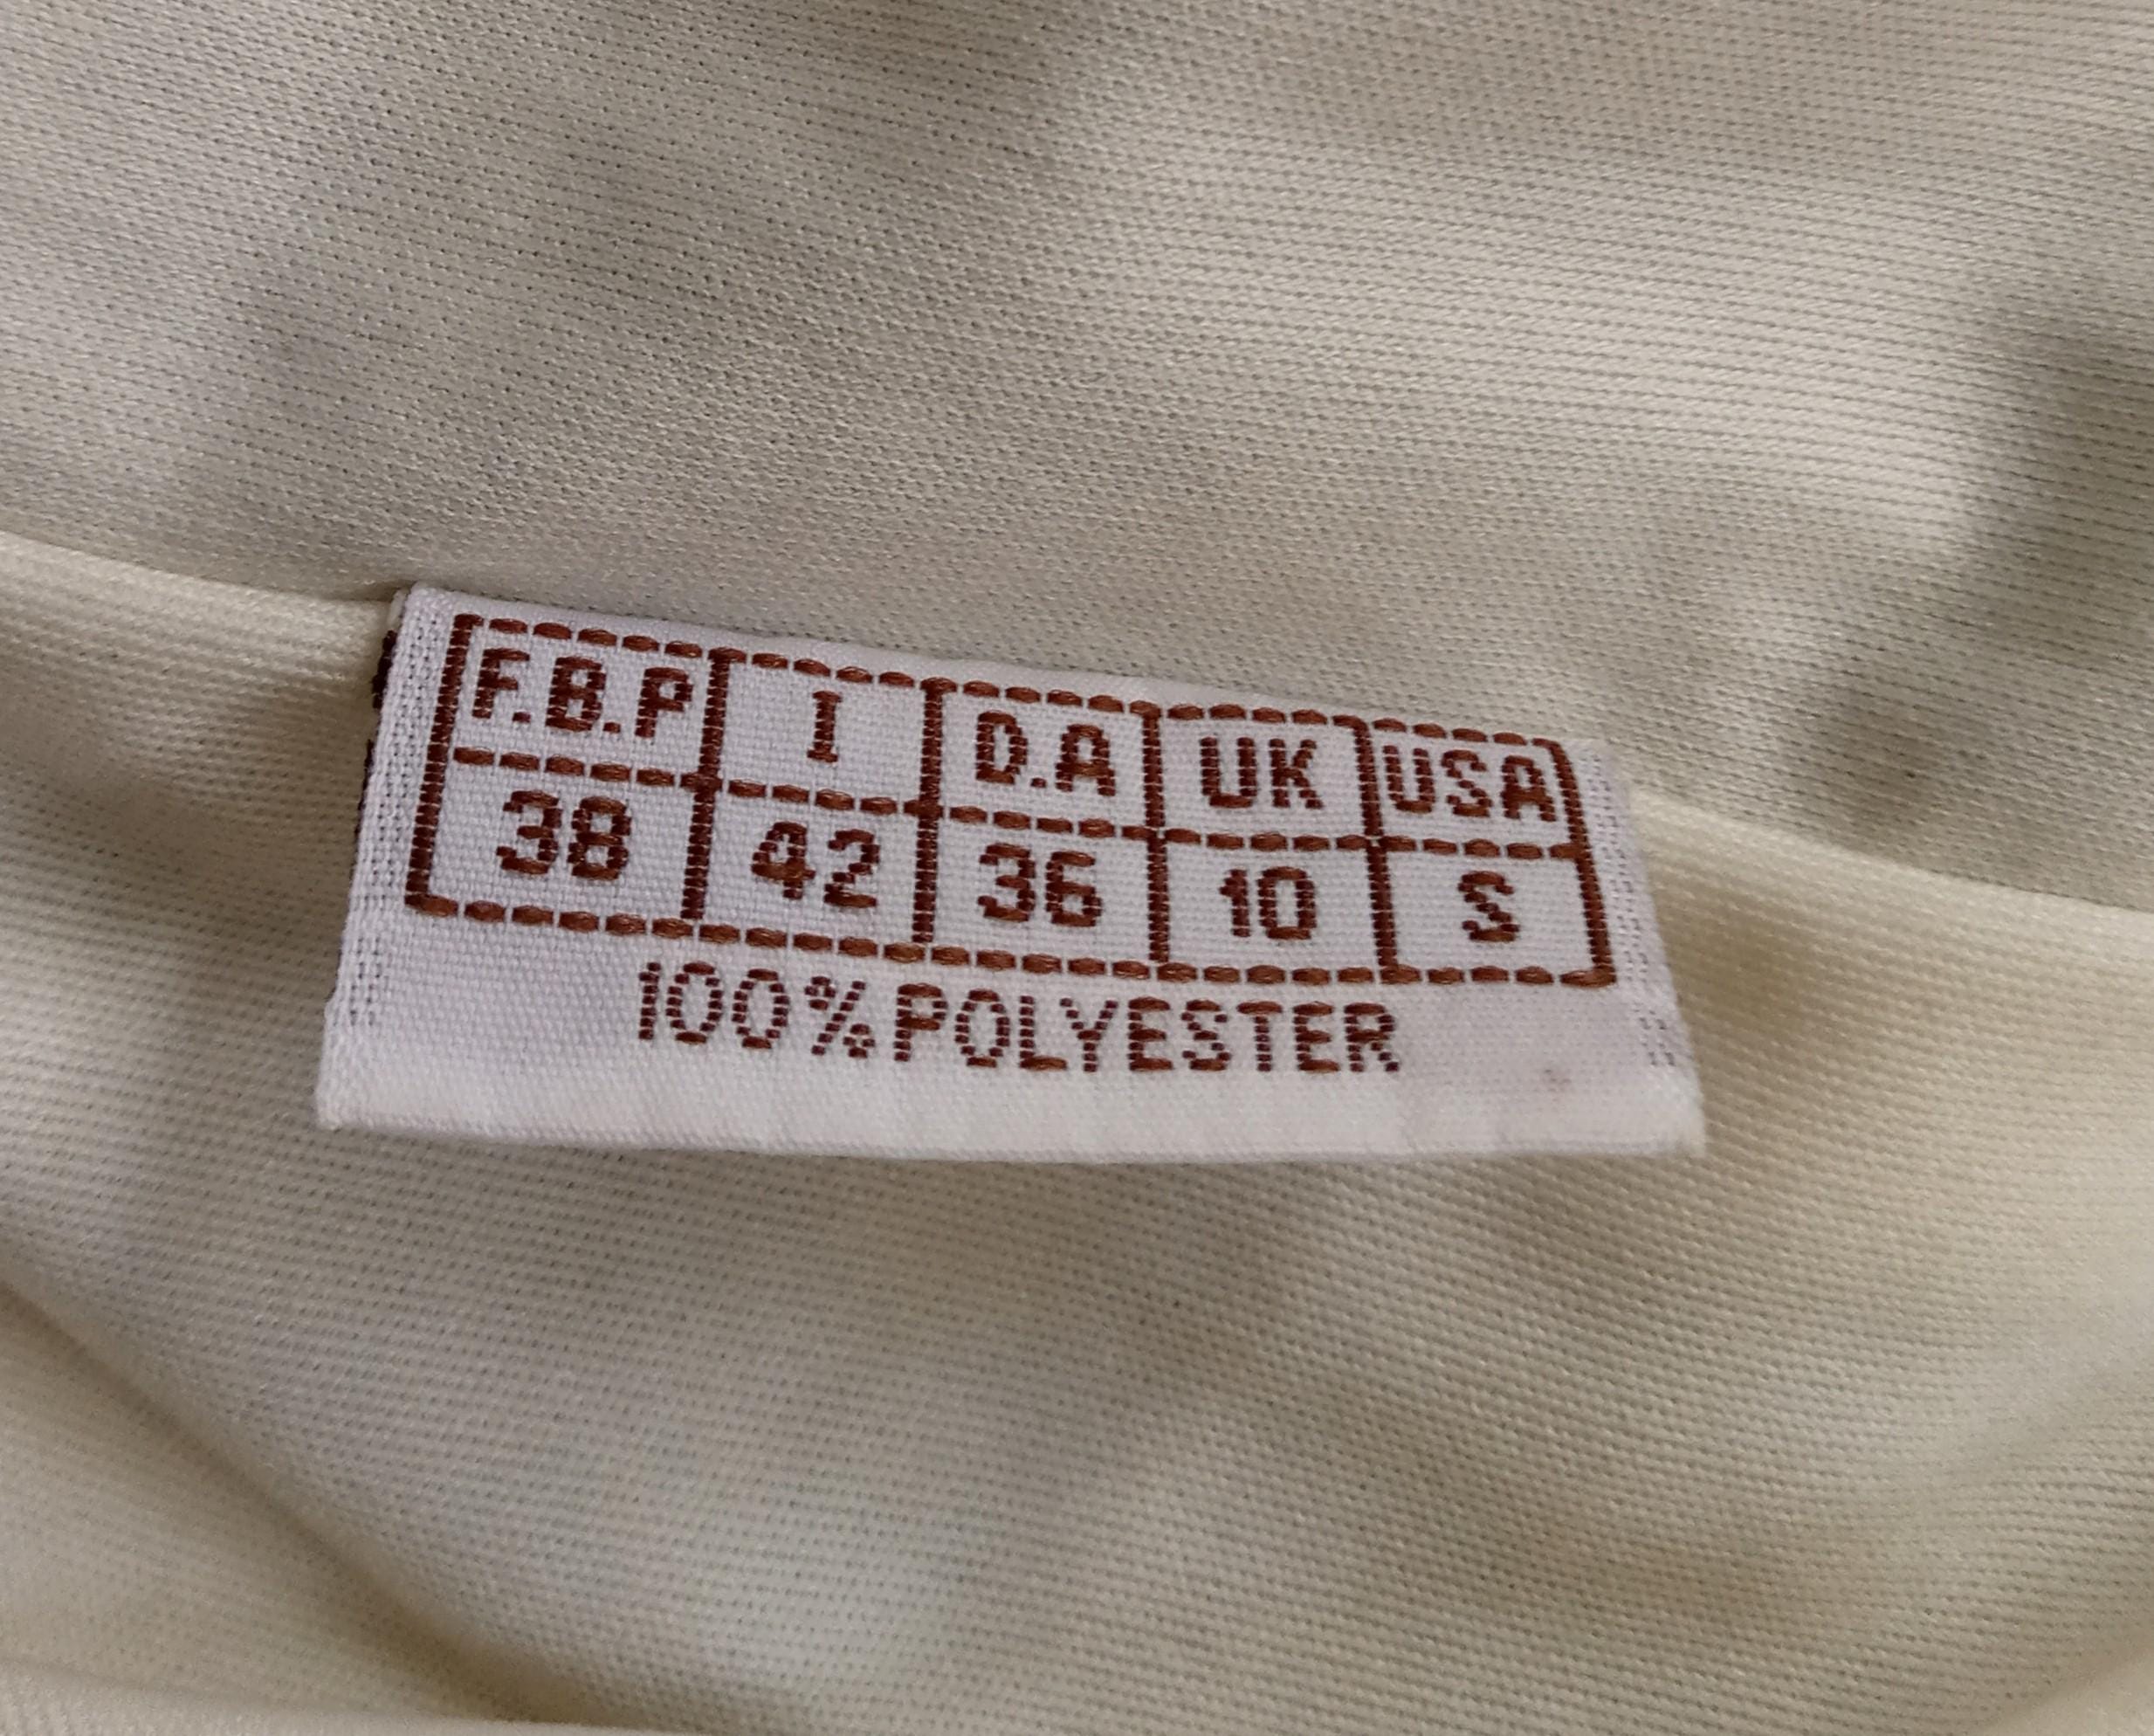 F.B.P I D.A UK USA
38 42 36 10 S
100% POLYESTER